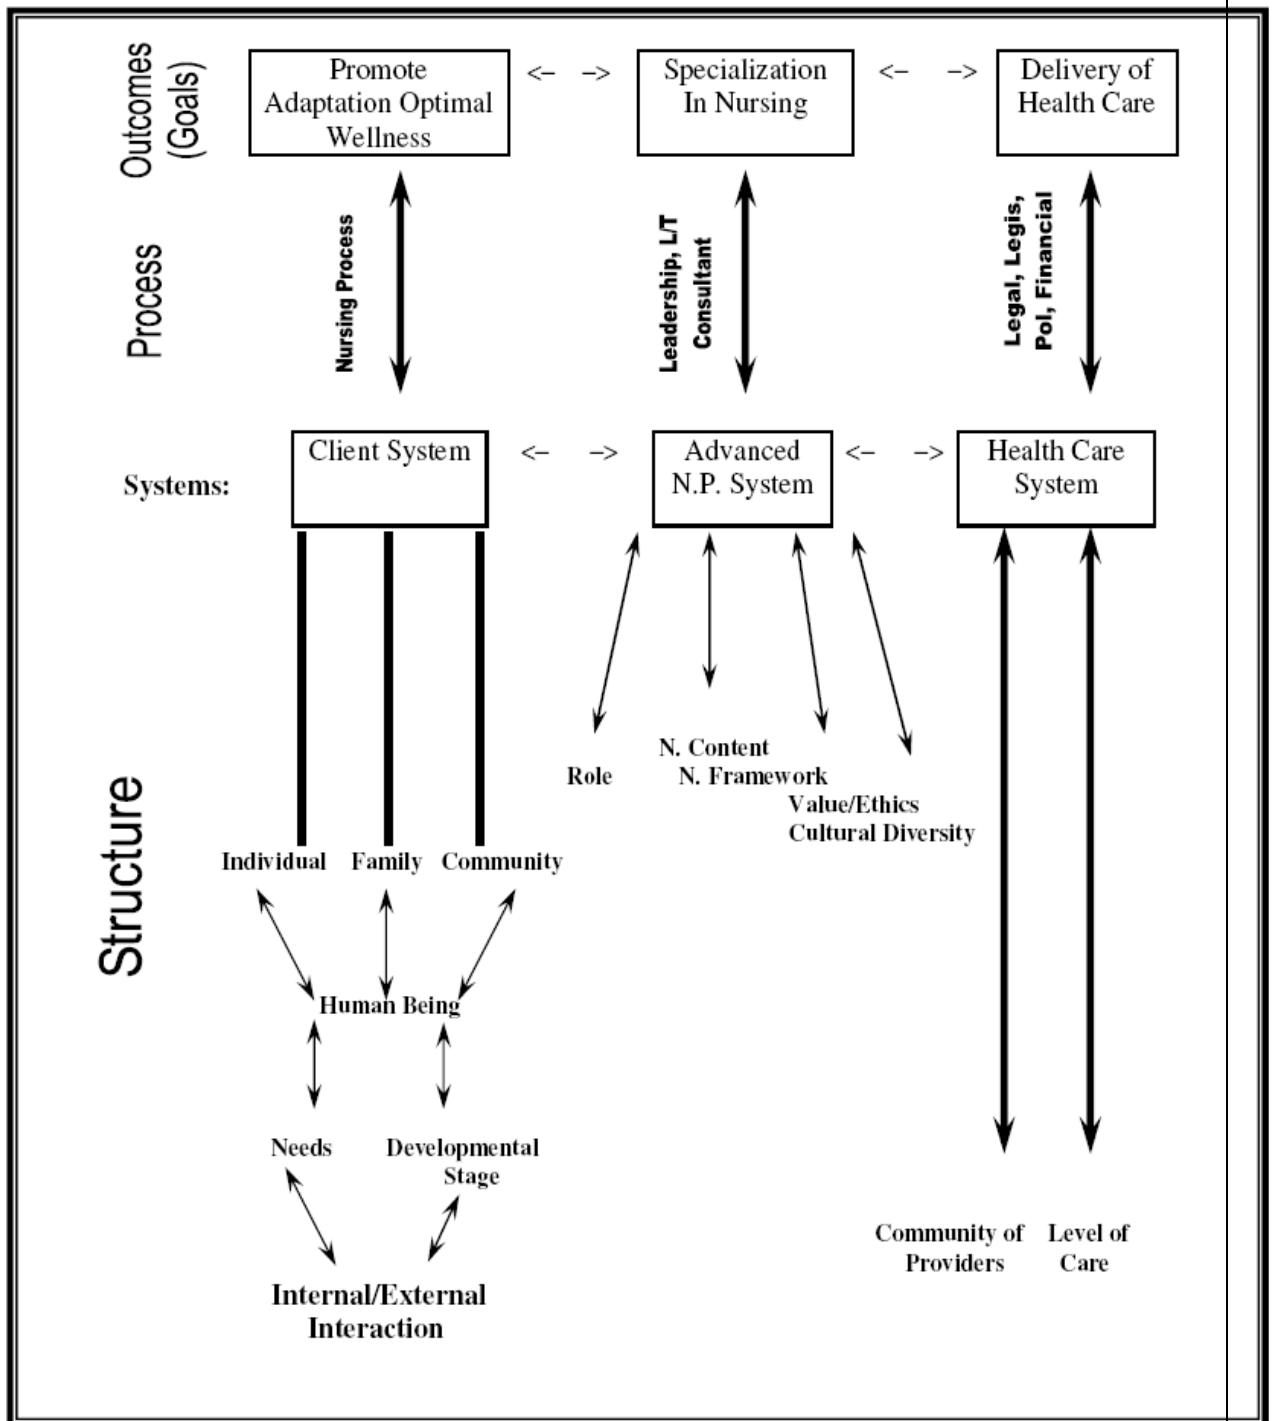 Outcomes
(Goals)
Promote
Adaptation Optimal
Wellness
<– –>
Specialization
In Nursing
<– –>
Delivery of
Health Care
Process
Nursing Process
Leadership, L/T
Consultant
Legal, Legis,
Pol, Financial
Systems:
Client System
<– –>
Advanced
N.P. System
<– –>
Health Care
System
Structure
Individual
Family
Community
Role
N. Content
N. Framework
Value/Ethics
Cultural Diversity
Human Being
Needs
Developmental
Stage
Internal/External
Interaction
Community of
Providers
Level of
Care